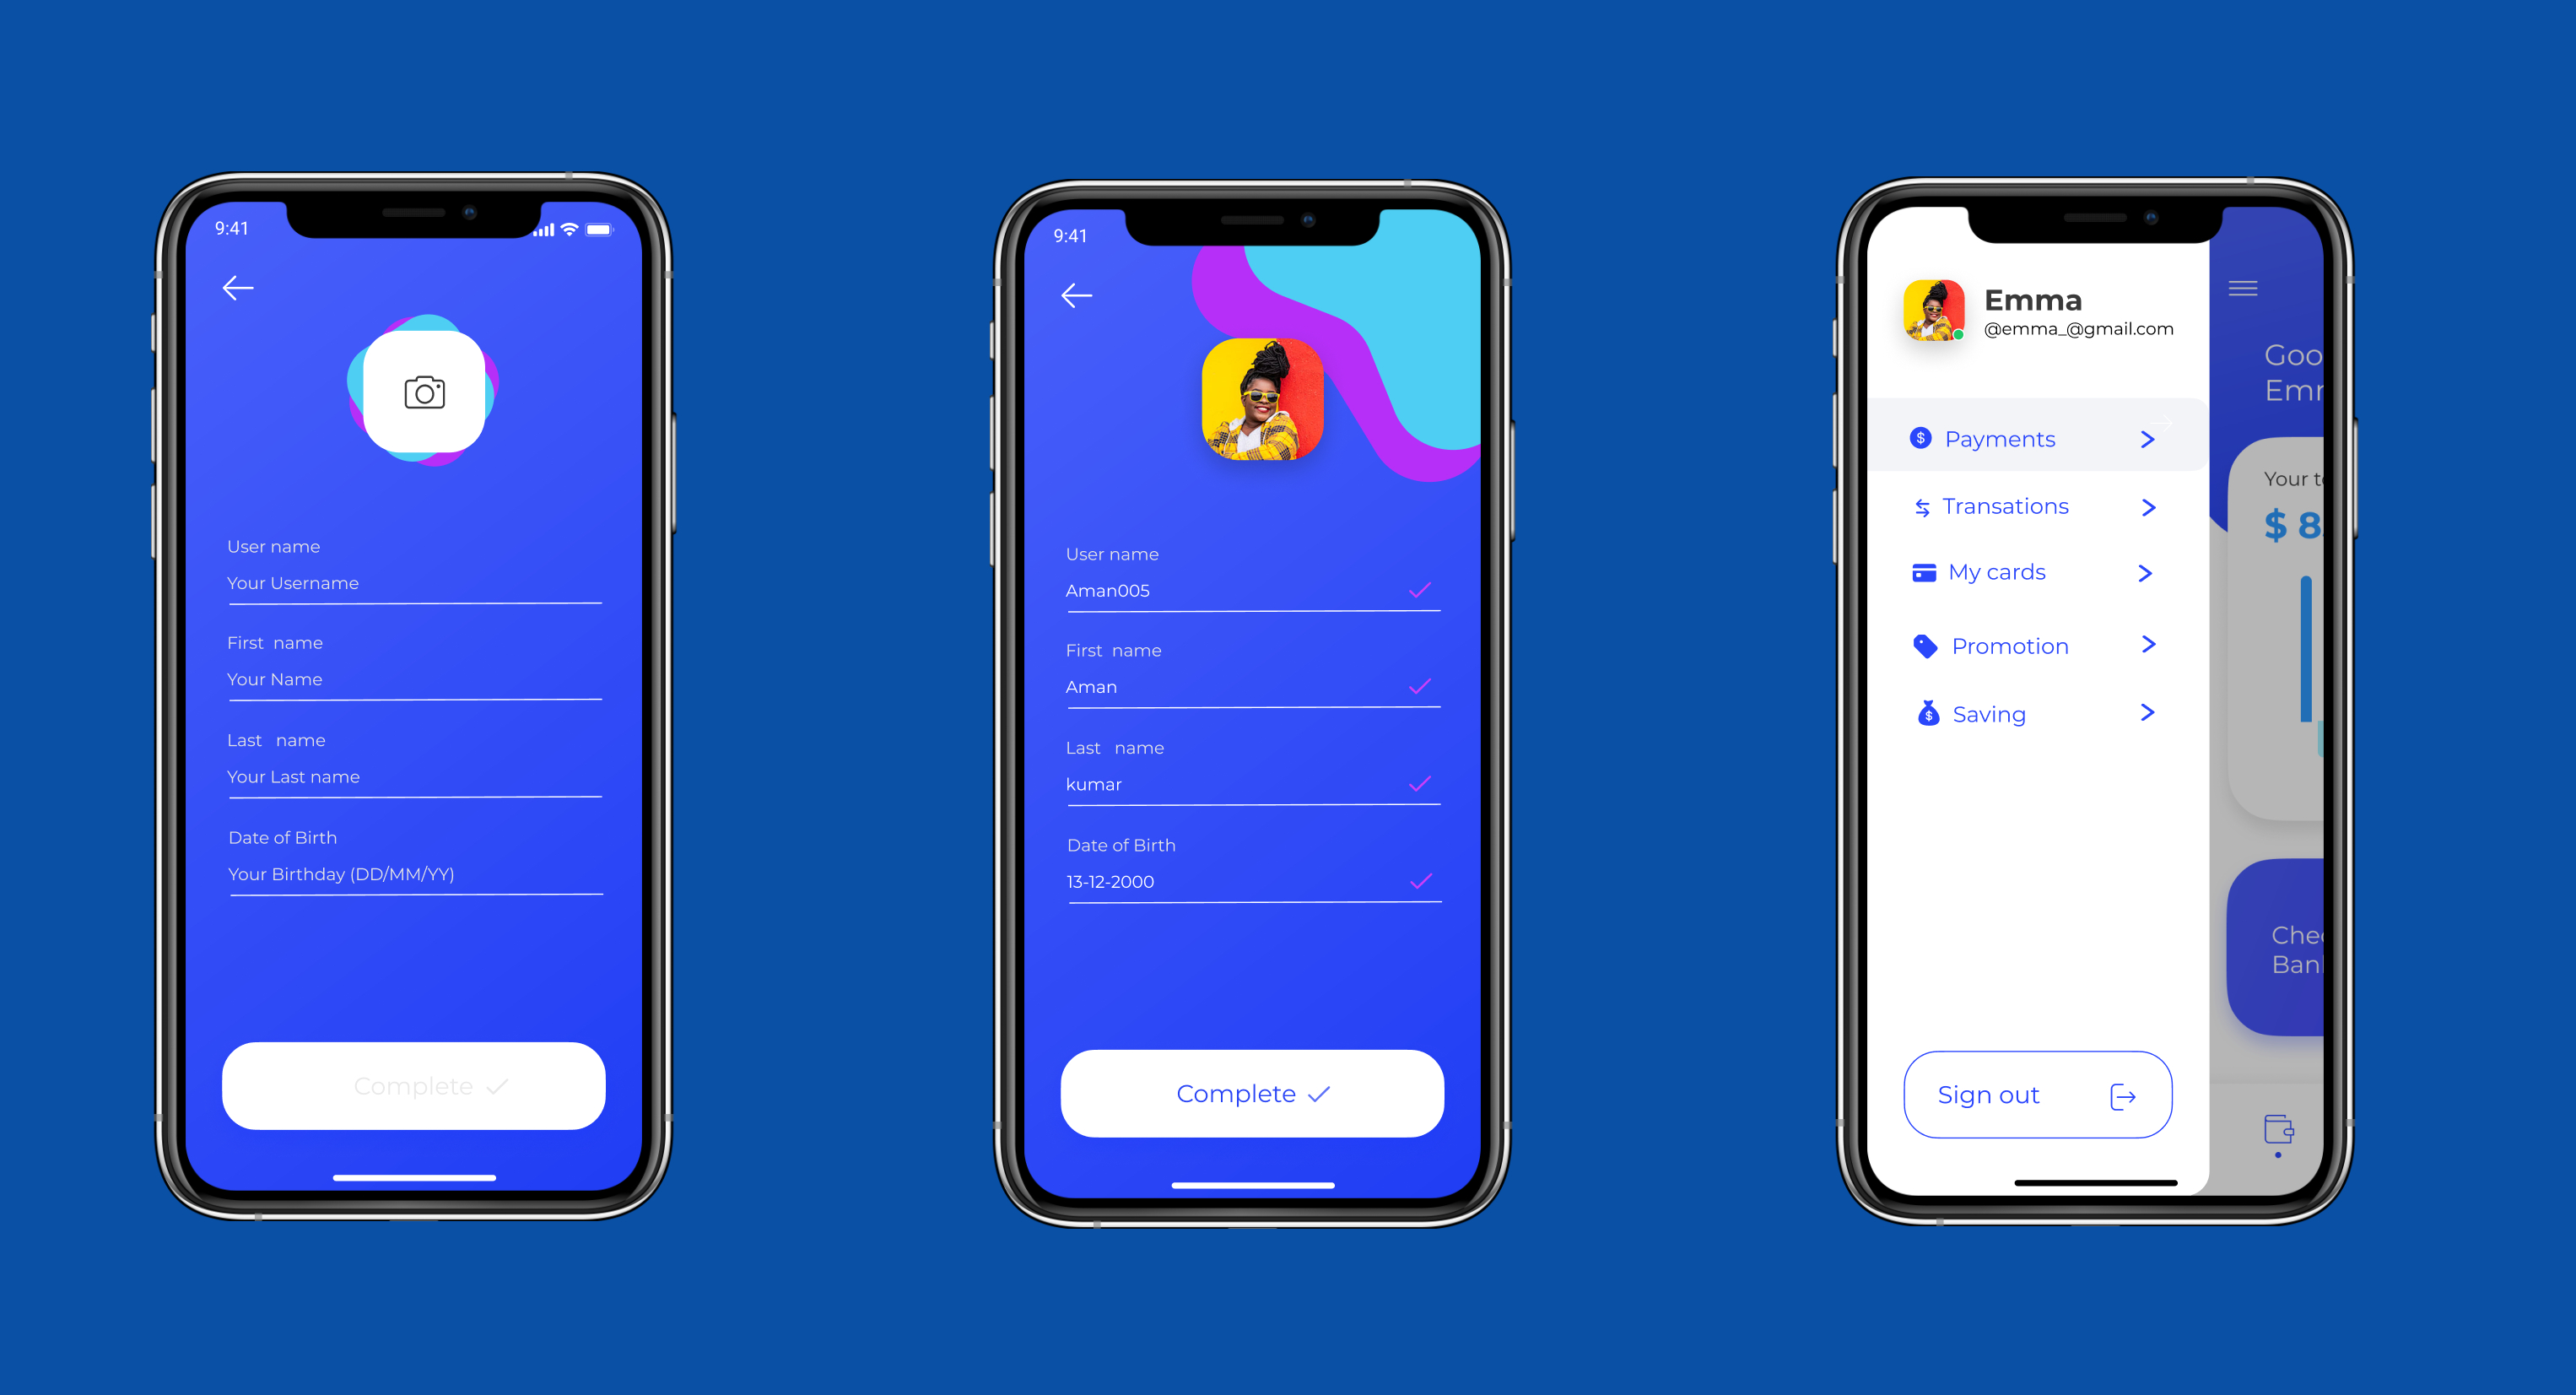 9:41
User name
Your Username
First name
Your Name
Last name
Your Last name
Date of Birth
Your Birthday (DD/MM/YY)
Complete
9:41
User name
Aman005
First name
Aman
Last name
kumar
Date of Birth
13-12-2000
Complete
Emma
@emma_@gmail.com
Payments
Transations
My cards
Promotion
Saving
Sign out
Goo
Emr
Your t
$ 8
Che
Ban